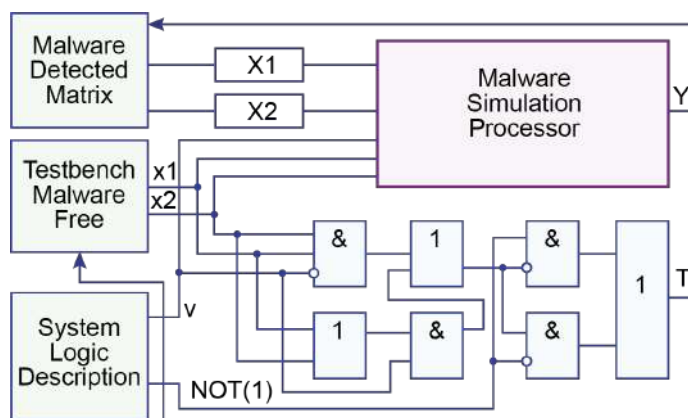 Malware
Detected
Matrix
X1
X2
Malware
Simulation
Processor
Y
Testbench
Malware
Free
x1
x2
&
1
&
1
T
1
&
&
System
Logic
Description
v
NOT(1)